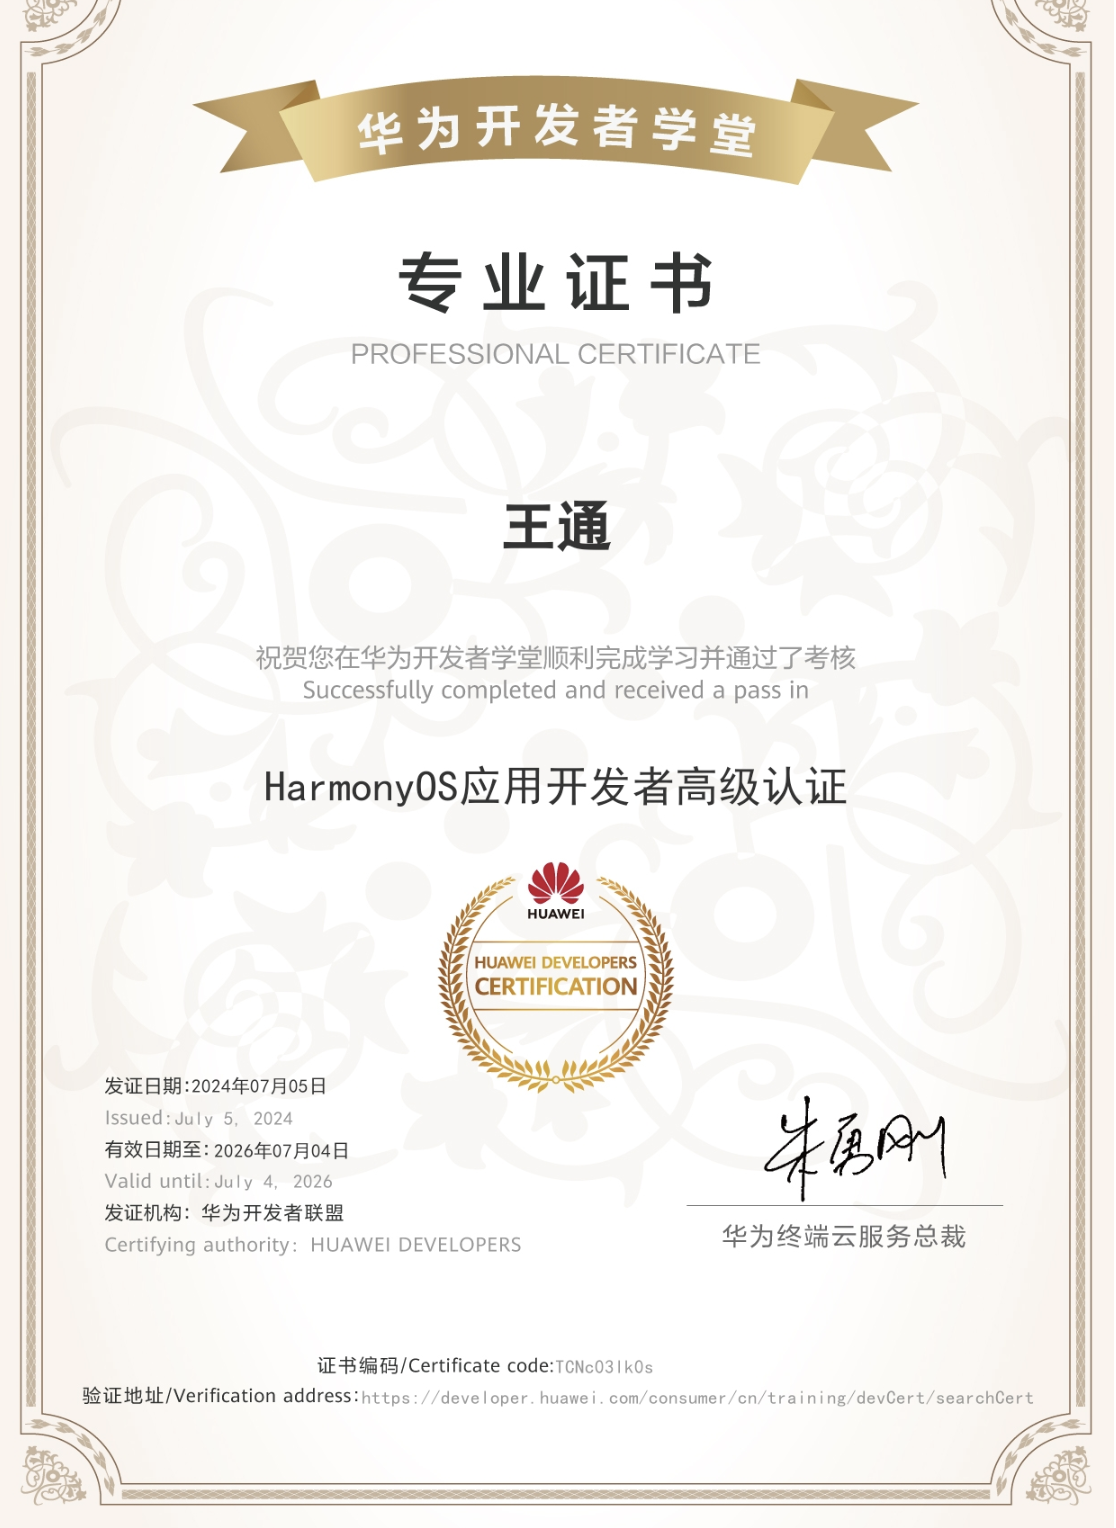 华为开发者学堂
专业证书
PROFESSIONAL CERTIFICATE
王通
祝贺您在华为开发者学堂顺利完成学习并通过了考核
Successfully completed and received a pass in
HarmonyOS应用开发者高级认证
HUAWEI
HUAWEI DEVELOPERS
CERTIFICATION
发证日期:2024年07月05日
Issued:July 5, 2024
有效日期至:2026年07月04日
Valid until:July 4, 2026
发证机构: 华为开发者联盟
Certifying authority: HUAWEI DEVELOPERS
朱勇刚
华为终端云服务总裁
证书编码/Certificate code:TCNcO3lkOs
验证地址/Verification address:https://developer.huawei.com/consumer/cn/training/devCert/searchCert